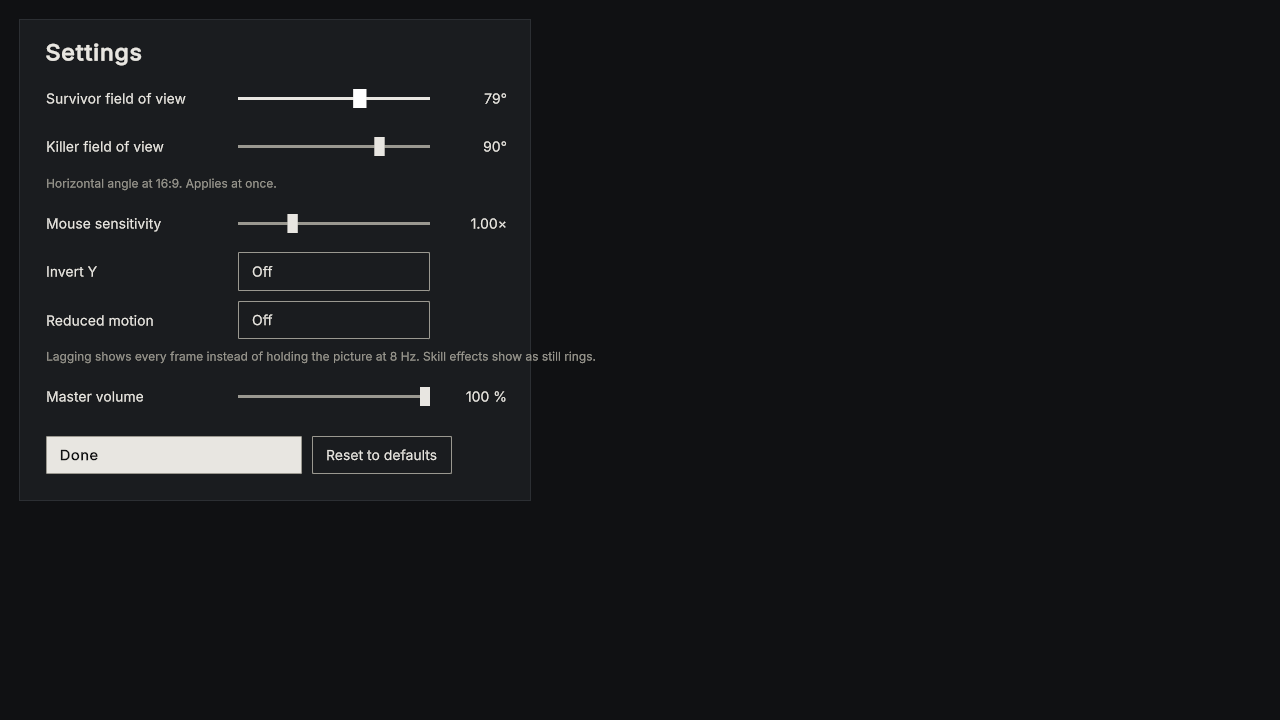 Settings
Survivor field of view 79°
Killer field of view 90°
Horizontal angle at 16:9. Applies at once.
Mouse sensitivity 1.00×
Invert Y Off
Reduced motion Off
Lagging shows every frame instead of holding the picture at 8 Hz. Skill effects show as still rings.
Master volume 100 %
Done Reset to defaults